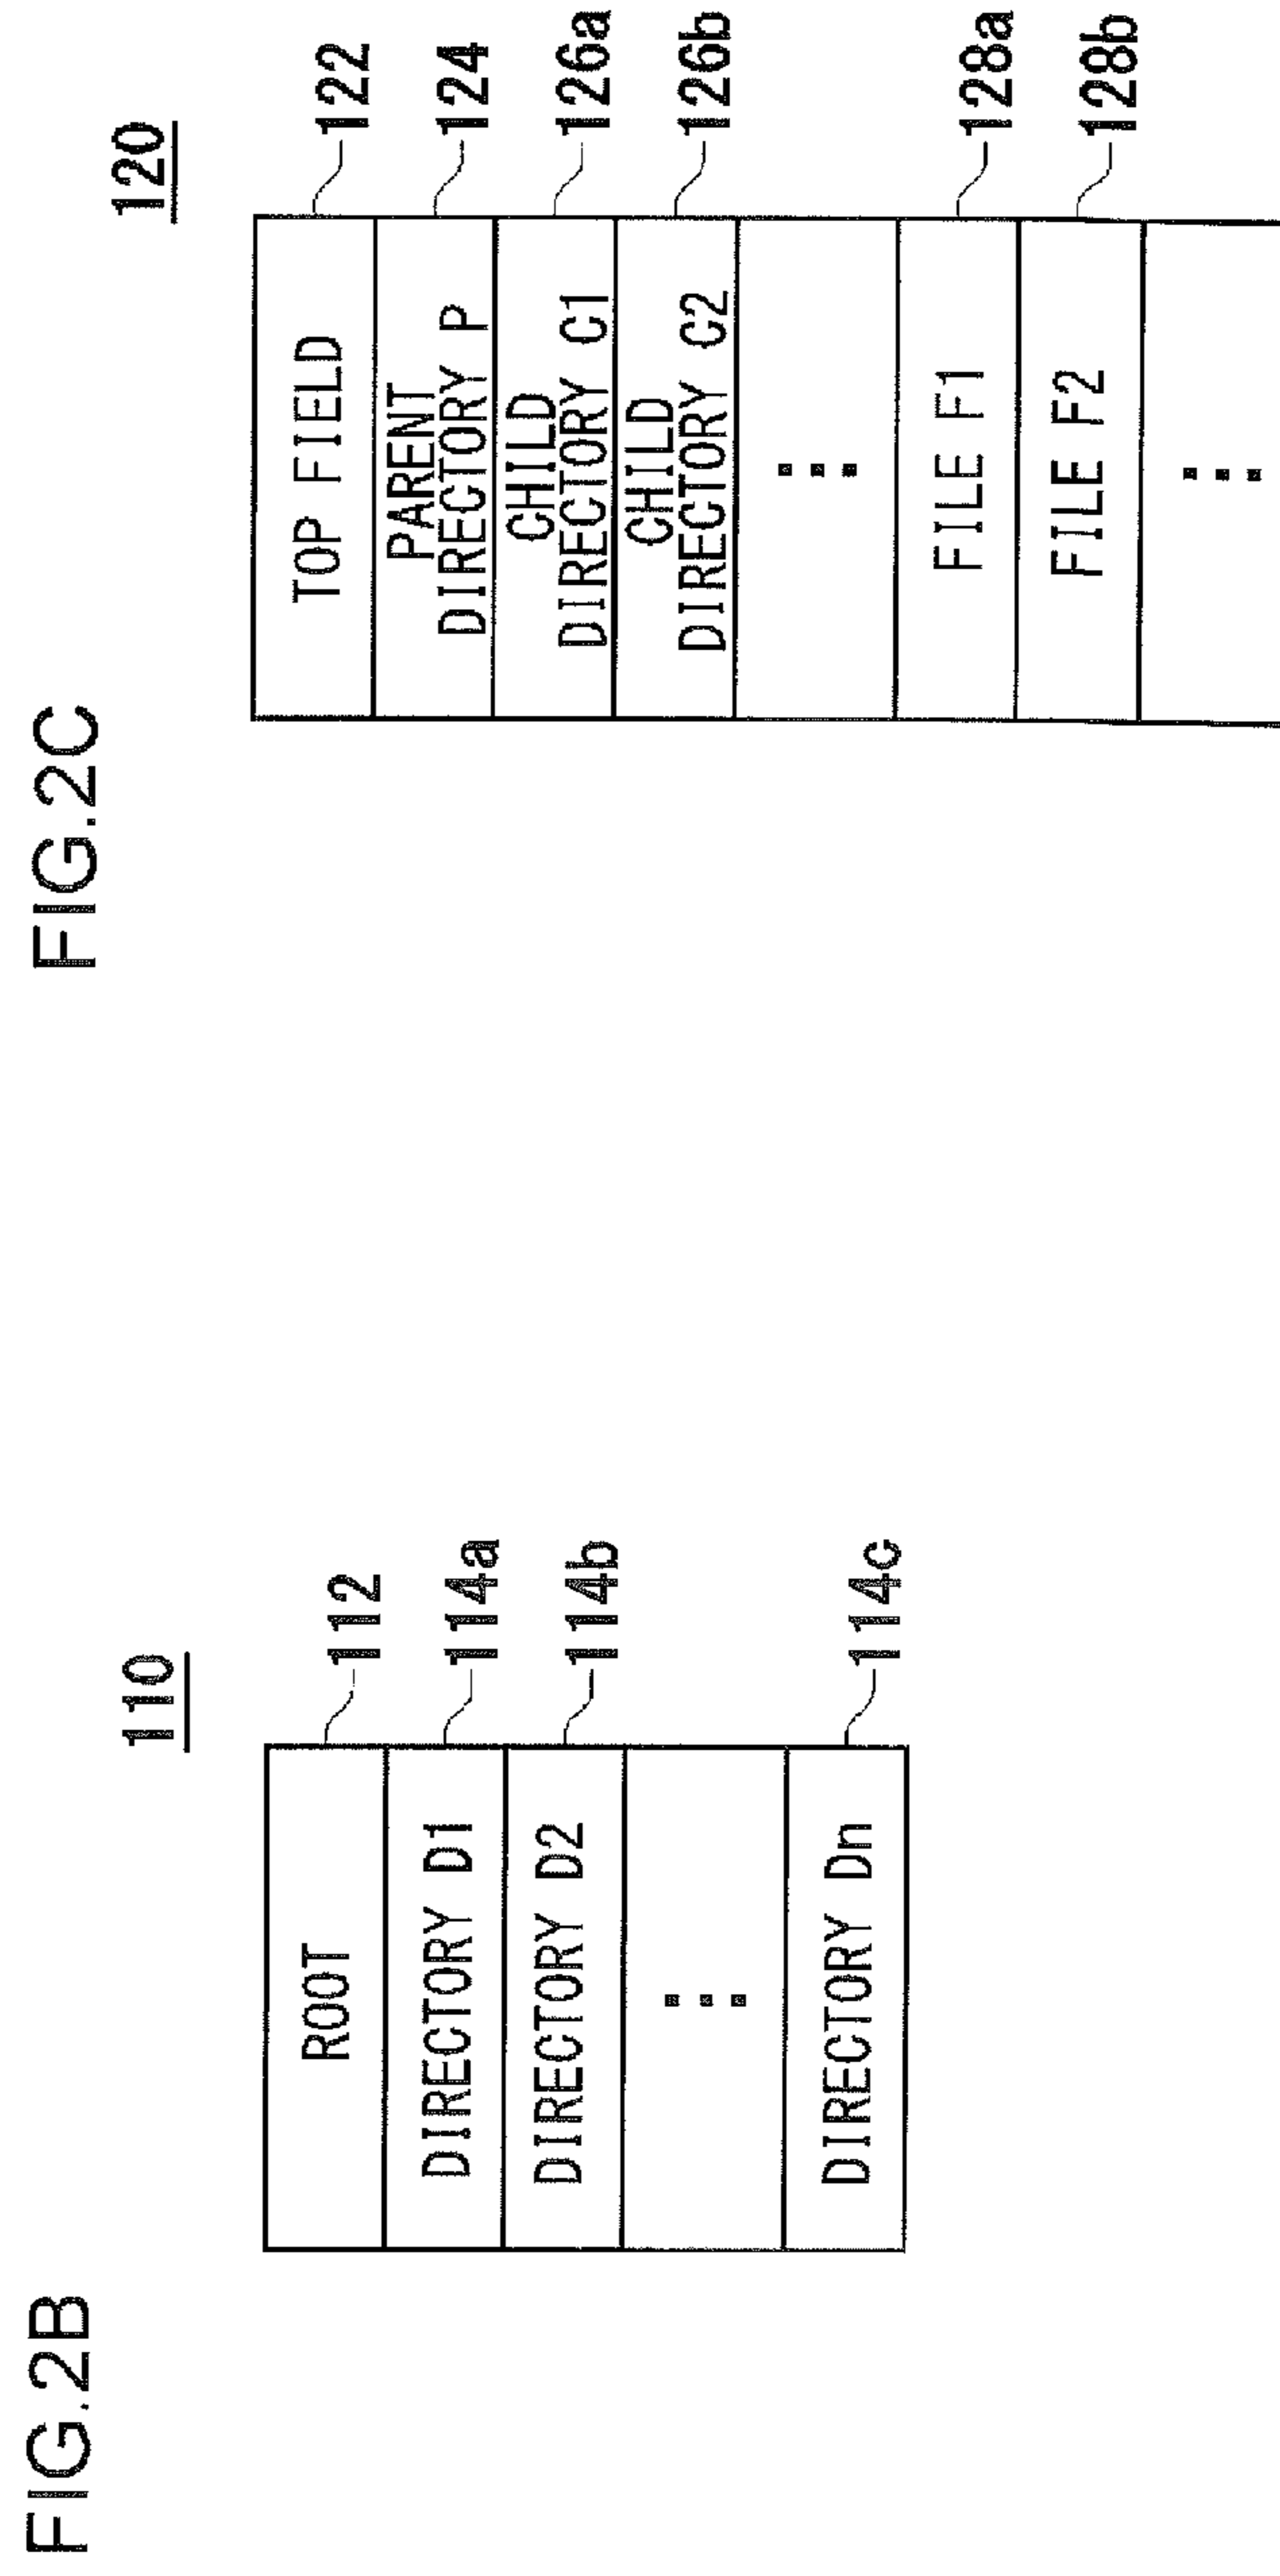 FIG.2B
110
ROOT
112
DIRECTORY D1
114a
DIRECTORY D2
114b
DIRECTORY Dn
114c
FIG.2C
120
TOP FIELD
122
PARENT
DIRECTORY P
124
CHILD
DIRECTORY C1
126a
CHILD
DIRECTORY C2
126b
FILE F1
128a
FILE F2
128b